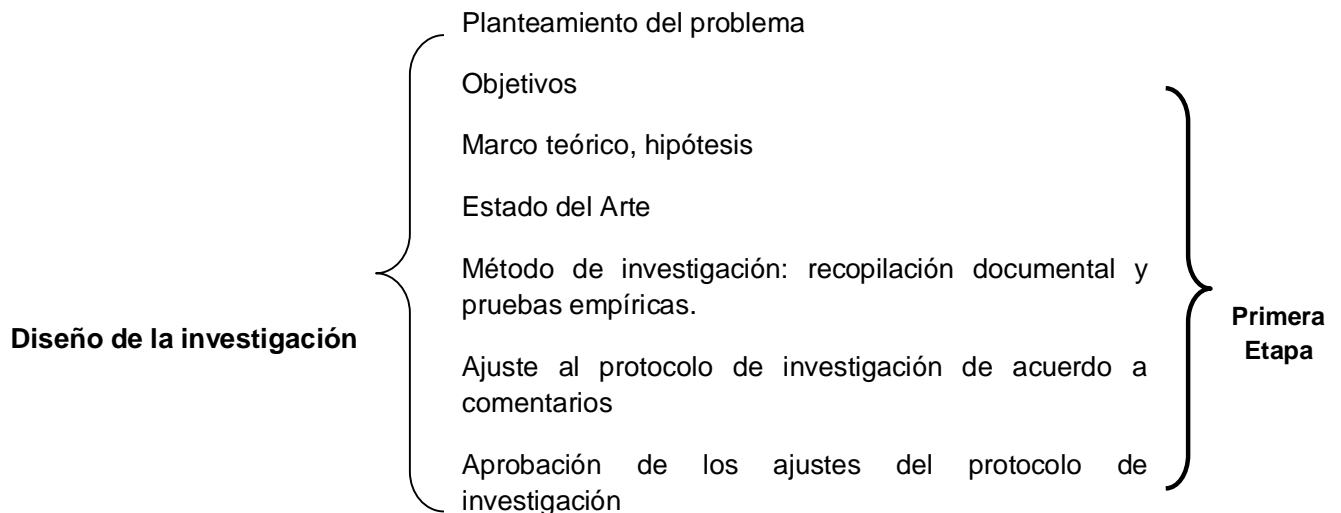 Planteamiento del problema
Objetivos
Marco teórico, hipótesis
Estado del Arte
Método de investigación: recopilación documental y
pruebas empíricas.
Diseño de la investigación
Ajuste al protocolo de investigación de acuerdo a
comentarios
Aprobación de los ajustes del protocolo de
investigación
Primera
Etapa